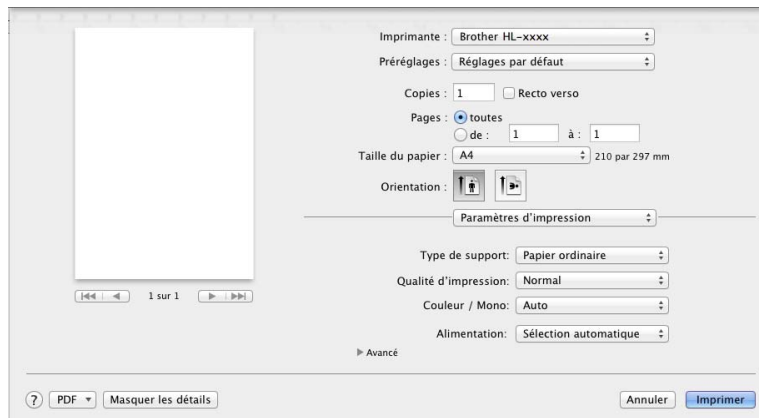 Imprimante : Brother HL-xxxx
Préréglages : Réglages par défaut
Copies : 1 Recto verso
Pages : toutes
de : 1 à : 1
Taille du papier : A4 210 par 297 mm
Orientation :
Paramètres d'impression
Type de support: Papier ordinaire
Qualité d'impression: Normal
Couleur / Mono: Auto
Alimentation: Sélection automatique
Avancé
1 sur 1
? PDF Masquer les détails Annuler Imprimer